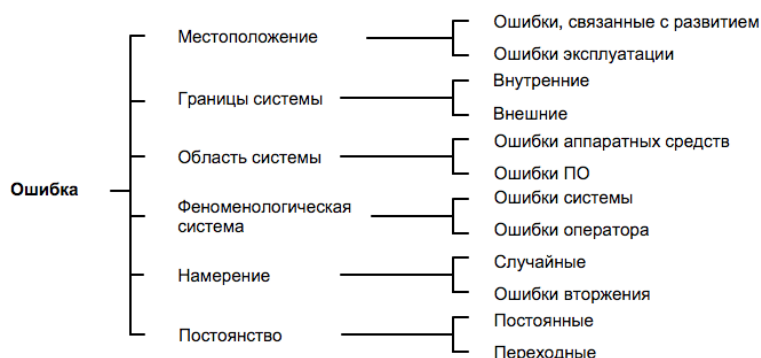 Ошибка
Местоположение
Ошибки, связанные с развитием
Ошибки эксплуатации
Границы системы
Внутренние
Внешние
Область системы
Ошибки аппаратных средств
Ошибки ПО
Феноменологическая
система
Ошибки системы
Ошибки оператора
Намерение
Случайные
Ошибки вторжения
Постоянство
Постоянные
Переходные